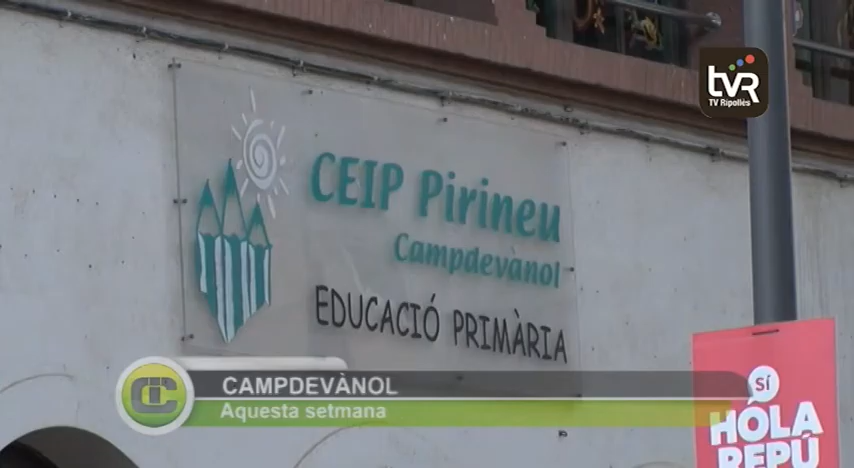 tvR
TV Ripollès
CEIP Pirineu
Campdevànol
EDUCACIÓ PRIMÀRIA
CAMPDEVÀNOL
Aquesta setmana
Sí
HOLA
REPÚ